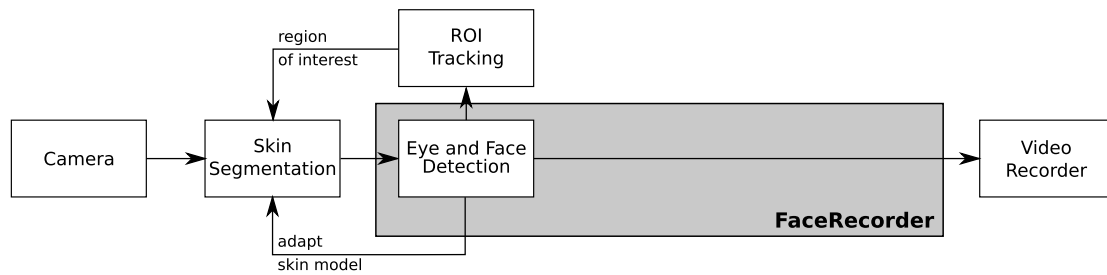 region
of interest
ROI
Tracking
Camera
Skin
Segmentation
Eye and Face
Detection
Video
Recorder
FaceRecorder
adapt
skin model